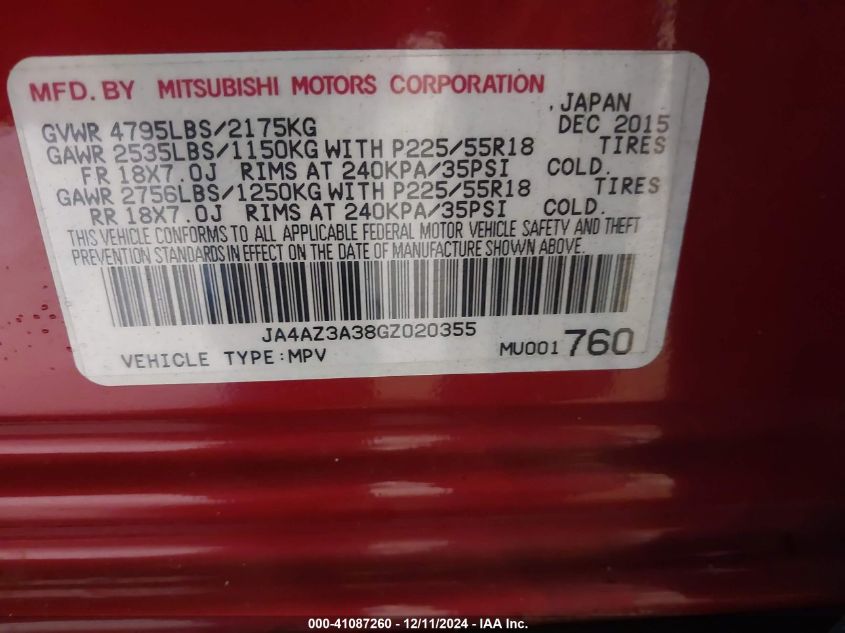 MFD. BY MITSUBISHI MOTORS CORPORATION
, JAPAN
GVWR 4795LBS/2175KG DEC 2015
GAWR 2535LBS/1150KG WITH P225/55R18 TIRES
FR 18X7.0J RIMS AT 240KPA/35PSI COLD.
GAWR 2756LBS/1250KG WITH P225/55R18 TIRES
RR 18X7.0J RIMS AT 240KPA/35PSI COLD.
THIS VEHICLE CONFORMS TO ALL APPLICABLE FEDERAL MOTOR VEHICLE SAFETY AND THEFT
PREVENTION STANDARDS IN EFFECT ON THE DATE OF MANUFACTURE SHOWN ABOVE.
JA4AZ3A38GZ020355
VEHICLE TYPE:MPV MU001 760
000-41087260 - 12/11/2024 - IAA, Inc.